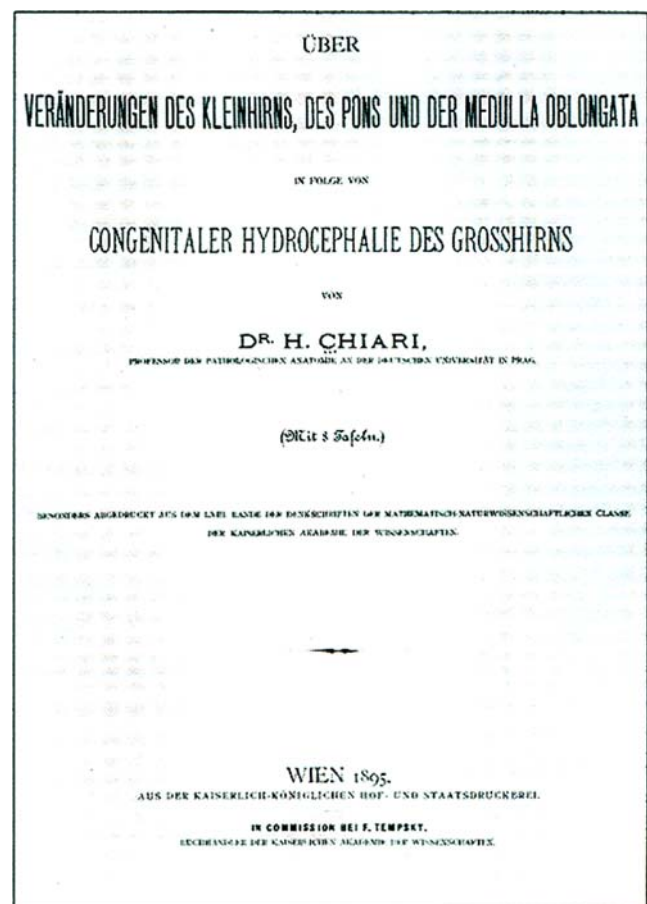 ÜBER
VERÄNDERUNGEN DES KLEINHIRNS, DES PONS UND DER MEDULLA OBLONGATA
IN FOLGE VON
CONGENITALER HYDROCEPHALIE DES GROSSHIRNS
VON
DR. H. CHIARI,
PROFESSOR DER PATHOLOGISCHEN ANATOMIE AN DER DEUTSCHEN UNIVERSITÄT IN PRAG.
(Mit 8 Tafeln.)
BESONDERS ABGEDRUCKT AUS DEM BANDE DER DENKSCHRIFTEN DER MATHEMATISCH-NATURWISSENSCHAFTLICHEN CLASSE
DER KAISERLICHEN AKADEMIE DER WISSENSCHAFTEN.
WIEN 1895.
AUS DER KAISERLICH-KÖNIGLICHEN HOF- UND STAATSDRUCKEREI.
IN COMMISSION BEI F. TEMPSKY,
BUCHHÄNDLER DER KAISERLICHEN AKADEMIE DER WISSENSCHAFTEN.